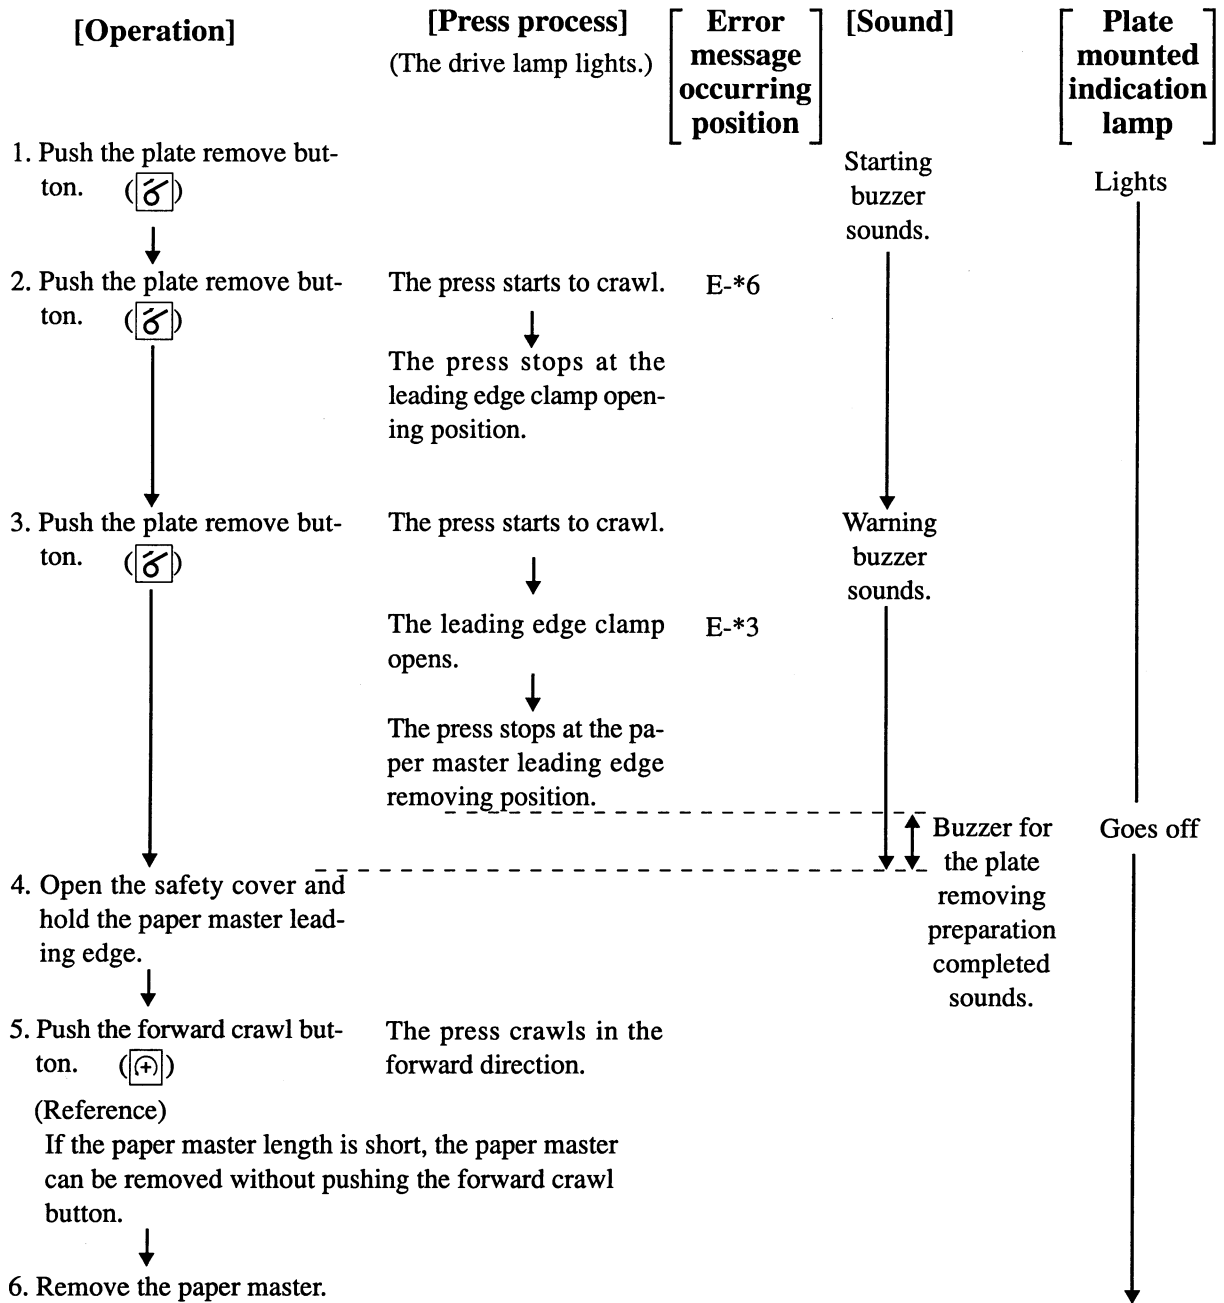 [Operation]
[Press process]
(The drive lamp lights.)
Error
message
occurring
position
[Sound]
Plate
mounted
indication
lamp
1. Push the plate remove but-
ton. ( )
Starting
buzzer
sounds.
Lights
2. Push the plate remove but-
ton. ( )
The press starts to crawl.
E-*6
The press stops at the
leading edge clamp open-
ing position.
3. Push the plate remove but-
ton. ( )
The press starts to crawl.
Warning
buzzer
sounds.
The leading edge clamp
opens.
E-*3
The press stops at the pa-
per master leading edge
removing position.
Buzzer for
the plate
removing
preparation
completed
sounds.
Goes off
4. Open the safety cover and
hold the paper master lead-
ing edge.
5. Push the forward crawl but-
ton. ( )
The press crawls in the
forward direction.
(Reference)
If the paper master length is short, the paper master
can be removed without pushing the forward crawl
button.
6. Remove the paper master.